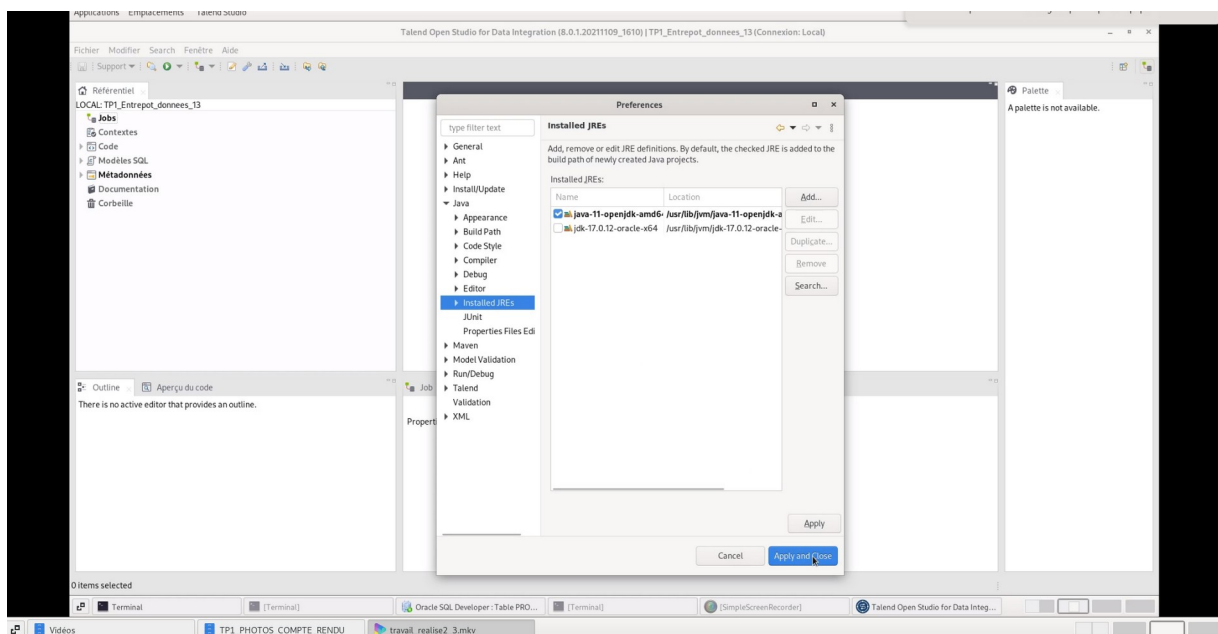 Applications Emplacements Talend Studio
Talend Open Studio for Data Integration (8.0.1.20211109_1610) | TP1_Entrepot_donnees_13 (Connexion: Local)
Fichier Modifier Search Fenêtre Aide
Support
Référentiel
Palette
LOCAL: TP1_Entrepot_donnees_13
A palette is not available.
Jobs
Contextes
Code
Modèles SQL
Métadonnées
Documentation
Corbeille
Preferences
type filter text
General
Ant
Help
Install/Update
Java
Appearance
Build Path
Code Style
Compiler
Debug
Editor
Installed JREs
JUnit
Properties Files Edi
Maven
Model Validation
Run/Debug
Talend
Validation
XML
Installed JREs
Add, remove or edit JRE definitions. By default, the checked JRE is added to the
build path of newly created Java projects.
Installed JREs:
Name Location
java-11-openjdk-amd64 /usr/lib/jvm/java-11-openjdk-a
jdk-17.0.12-oracle-x64 /usr/lib/jvm/jdk-17.0.12-oracle-
Add...
Edit...
Duplicate...
Remove
Search...
Apply
Cancel Apply and Close
Outline Aperçu du code
There is no active editor that provides an outline.
Job
Propert
0 items selected
Terminal [Terminal] Oracle SQL Developer : Table PRO... [Terminal] [SimpleScreenRecorder] Talend Open Studio for Data Integ...
Vidéos TP1_PHOTOS_COMPTE_RENDU travail_realise2_3.mkv